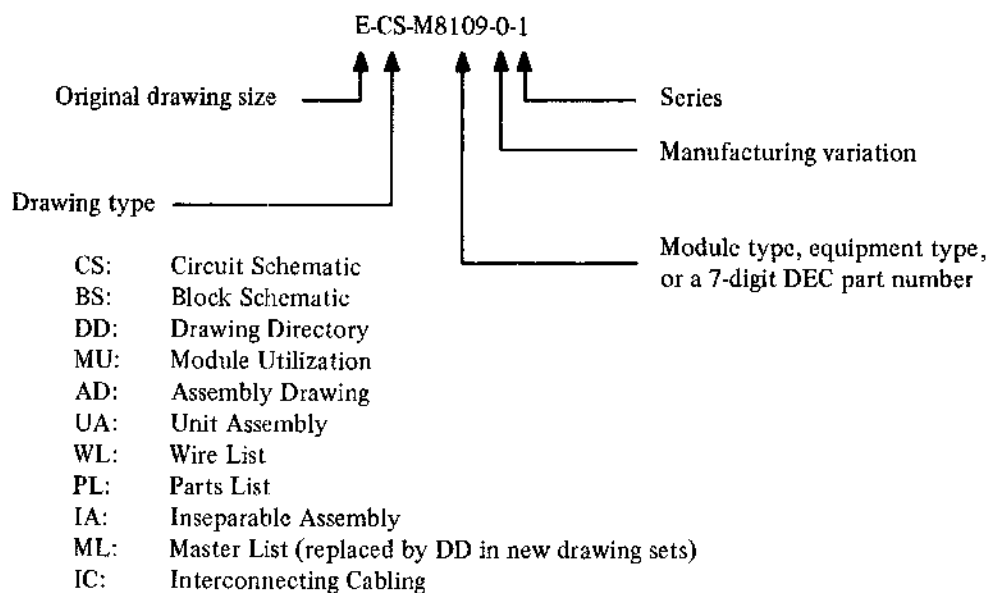 E-CS-M8109-0-1
Original drawing size
Series
Manufacturing variation
Drawing type
Module type, equipment type,
or a 7-digit DEC part number
CS: Circuit Schematic
BS: Block Schematic
DD: Drawing Directory
MU: Module Utilization
AD: Assembly Drawing
UA: Unit Assembly
WL: Wire List
PL: Parts List
IA: Inseparable Assembly
ML: Master List (replaced by DD in new drawing sets)
IC: Interconnecting Cabling